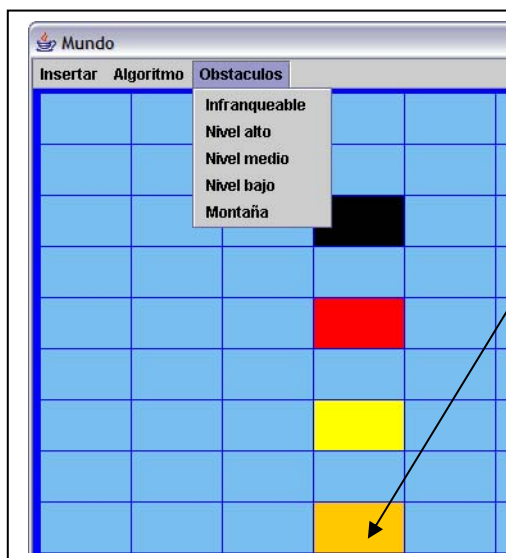 Mundo
Insertar Algoritmo Obstaculos
Infranqueable
Nivel alto
Nivel medio
Nivel bajo
Montaña